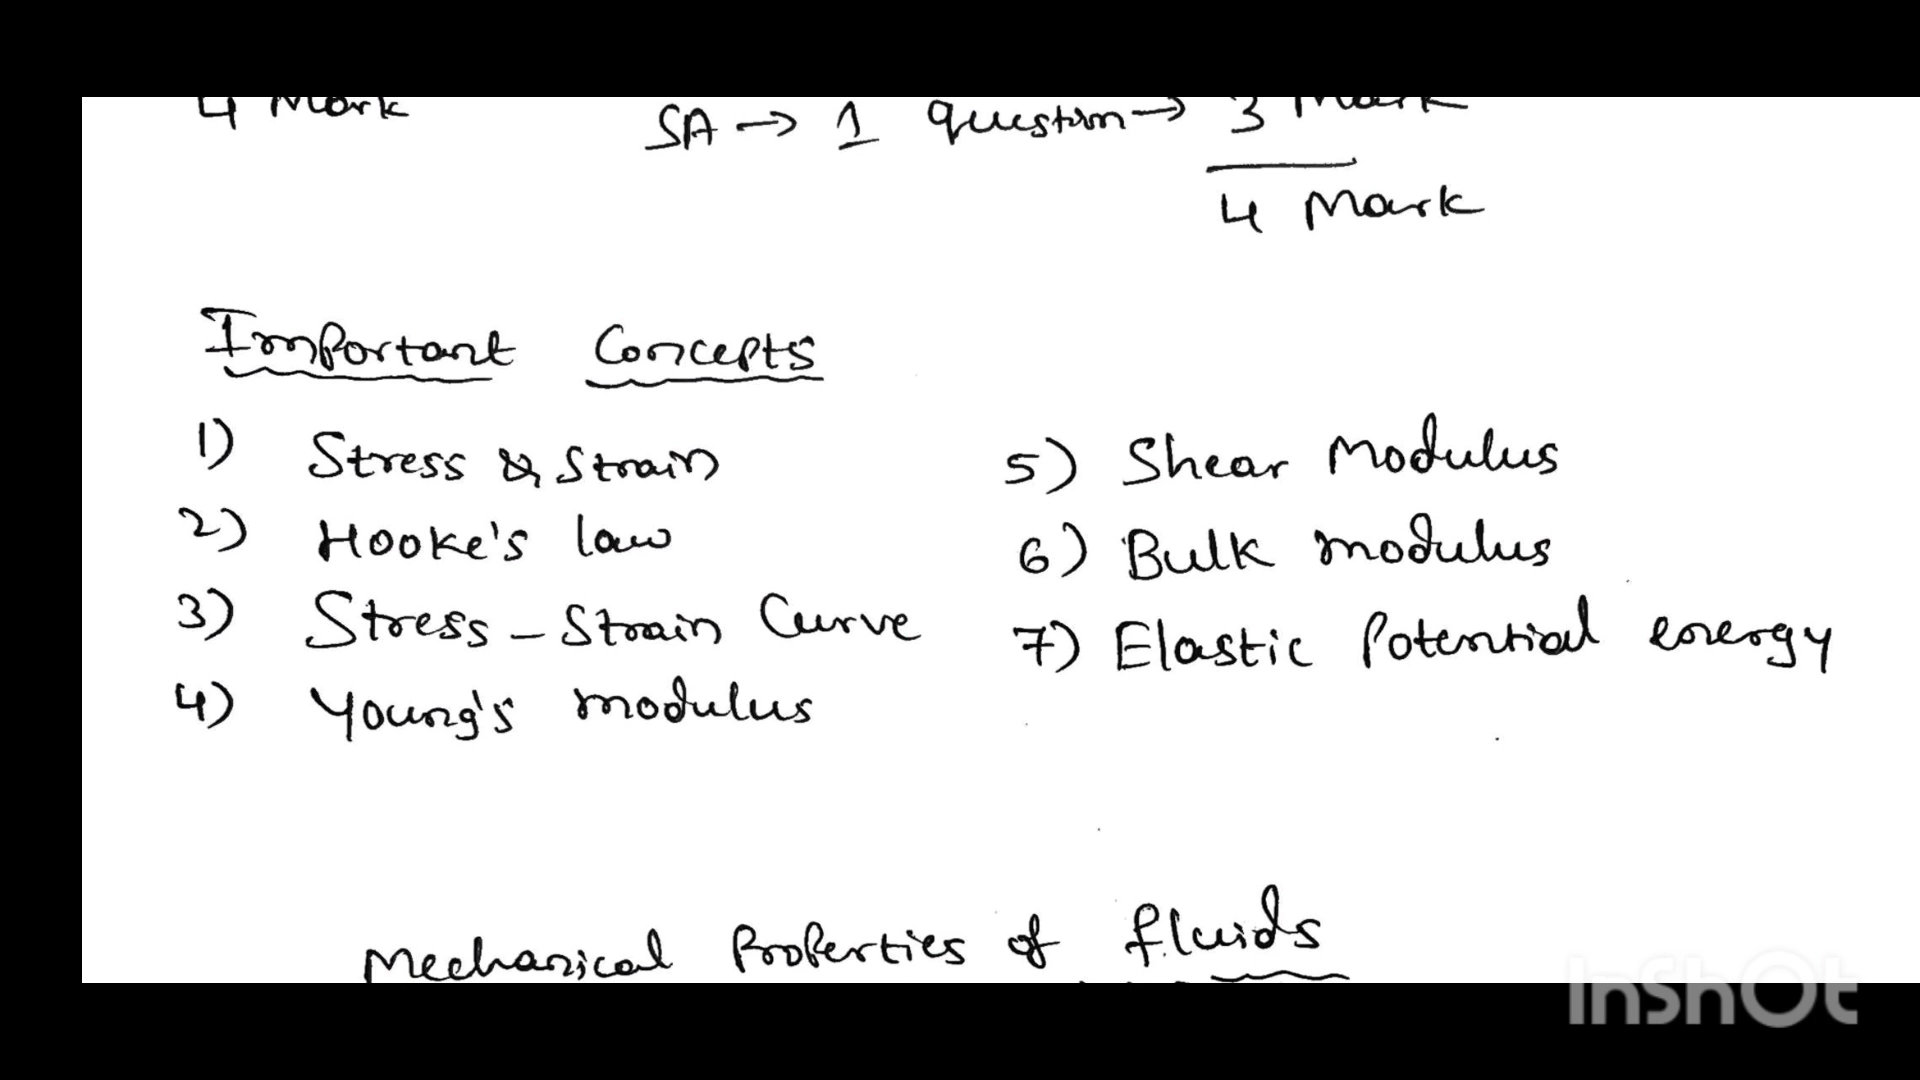 4 Mark
SA → 1 question → 3 Mark
4 Mark
Important Concepts
1) Stress & Strain
2) Hooke's law
3) Stress - Strain Curve
4) Young's modulus
5) Shear Modulus
6) Bulk modulus
7) Elastic Potential energy
Mechanical Properties of fluids
InShOt